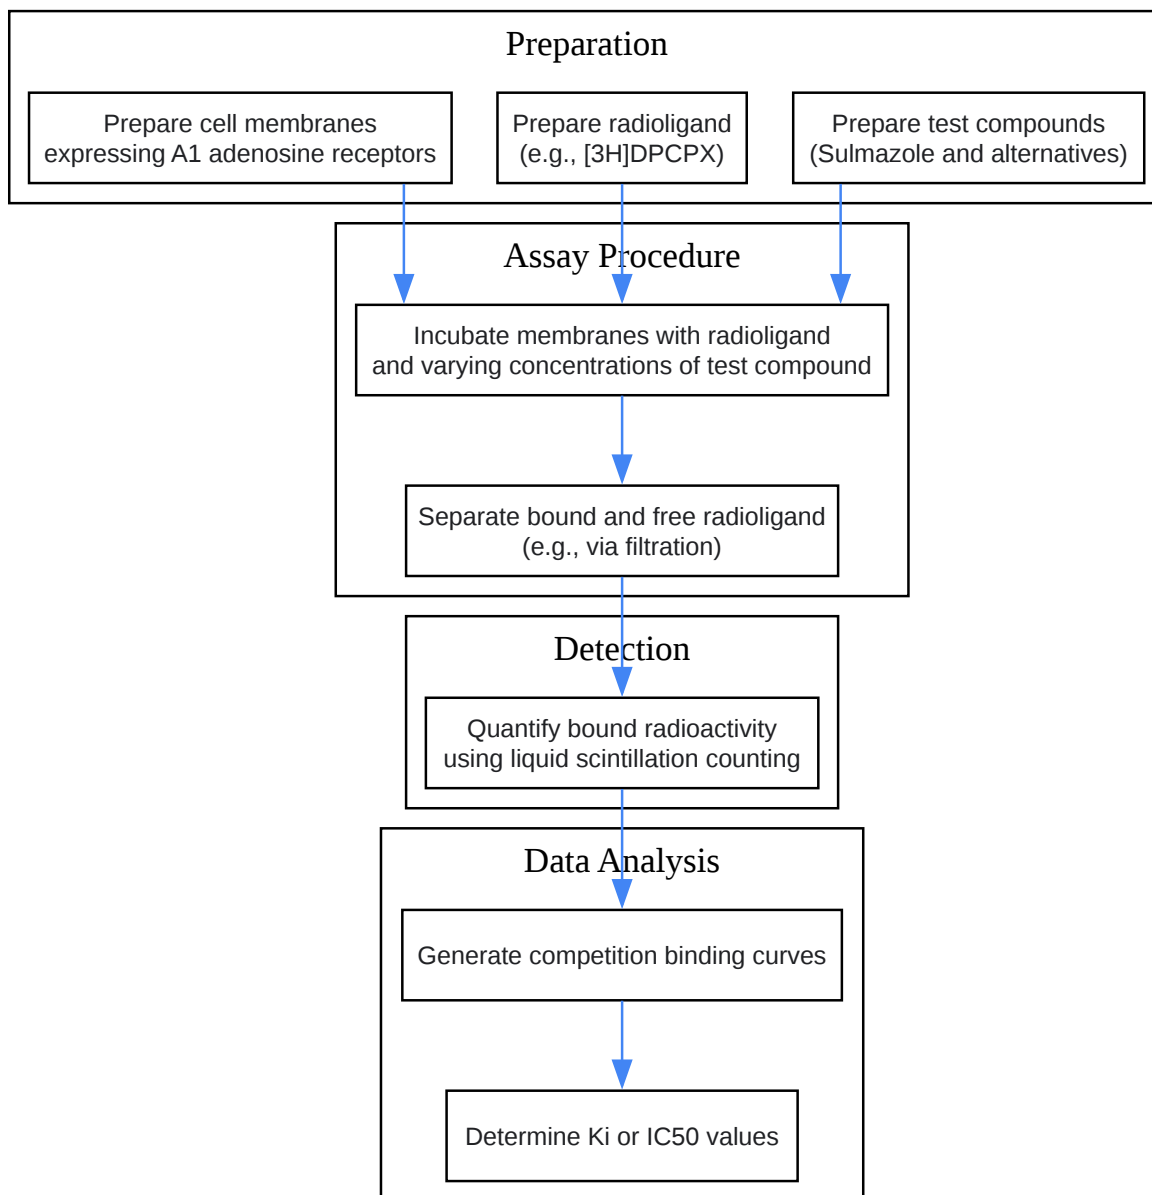 Preparation
Prepare cell membranes
expressing A1 adenosine receptors
Prepare radioligand
(e.g., [3H]DPCPX)
Prepare test compounds
(Sulmazole and alternatives)
Assay Procedure
Incubate membranes with radioligand
and varying concentrations of test compound
Separate bound and free radioligand
(e.g., via filtration)
Detection
Quantify bound radioactivity
using liquid scintillation counting
Data Analysis
Generate competition binding curves
Determine Ki or IC50 values